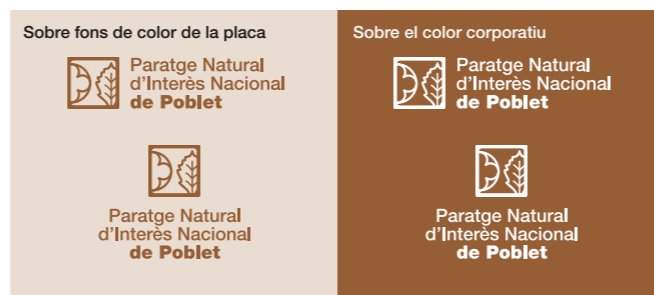 Sobre fons de color de la placa
Paratge Natural
d'Interès Nacional
de Poblet
Paratge Natural
d'Interès Nacional
de Poblet
Sobre el color corporatiu
Paratge Natural
d'Interès Nacional
de Poblet
Paratge Natural
d'Interès Nacional
de Poblet